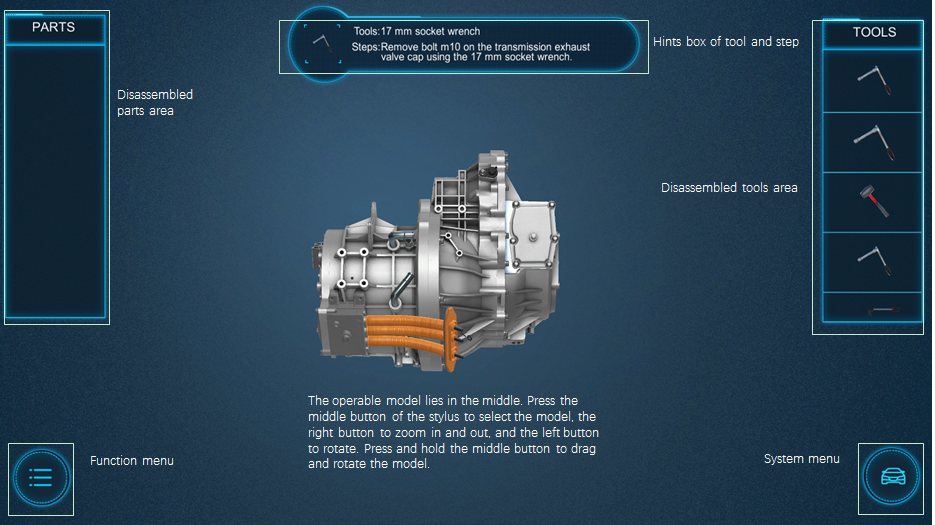 PARTS
Tools:17 mm socket wrench
Steps:Remove bolt m10 on the transmission exhaust
valve cap using the 17 mm socket wrench.
Hints box of tool and step
TOOLS
Disassembled
parts area
Disassembled tools area
The operable model lies in the middle. Press the
middle button of the stylus to select the model, the
right button to zoom in and out, and the left button
to rotate. Press and hold the middle button to drag
and rotate the model.
Function menu
System menu